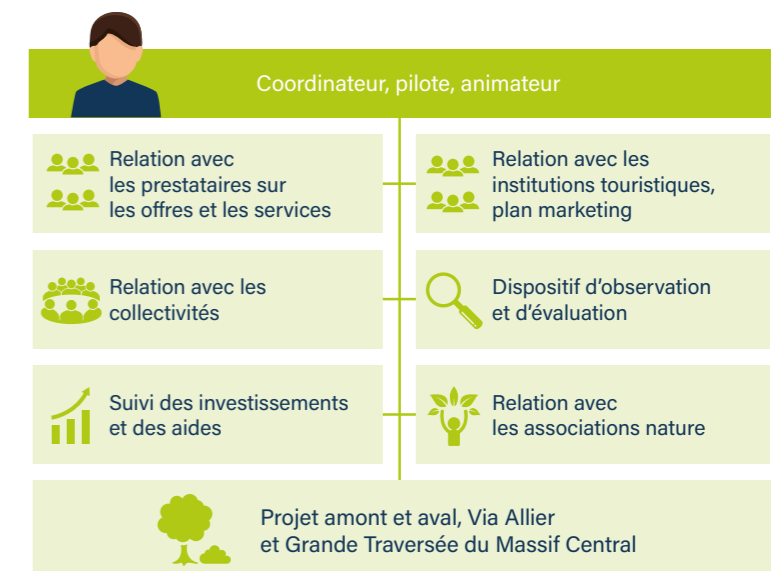 Coordinateur, pilote, animateur
Relation avec
les prestataires sur
les offres et les services
Relation avec les
institutions touristiques,
plan marketing
Relation avec les
collectivités
Dispositif d’observation
et d’évaluation
Suivi des investissements
et des aides
Relation avec
les associations nature
Projet amont et aval, Via Allier
et Grande Traversée du Massif Central